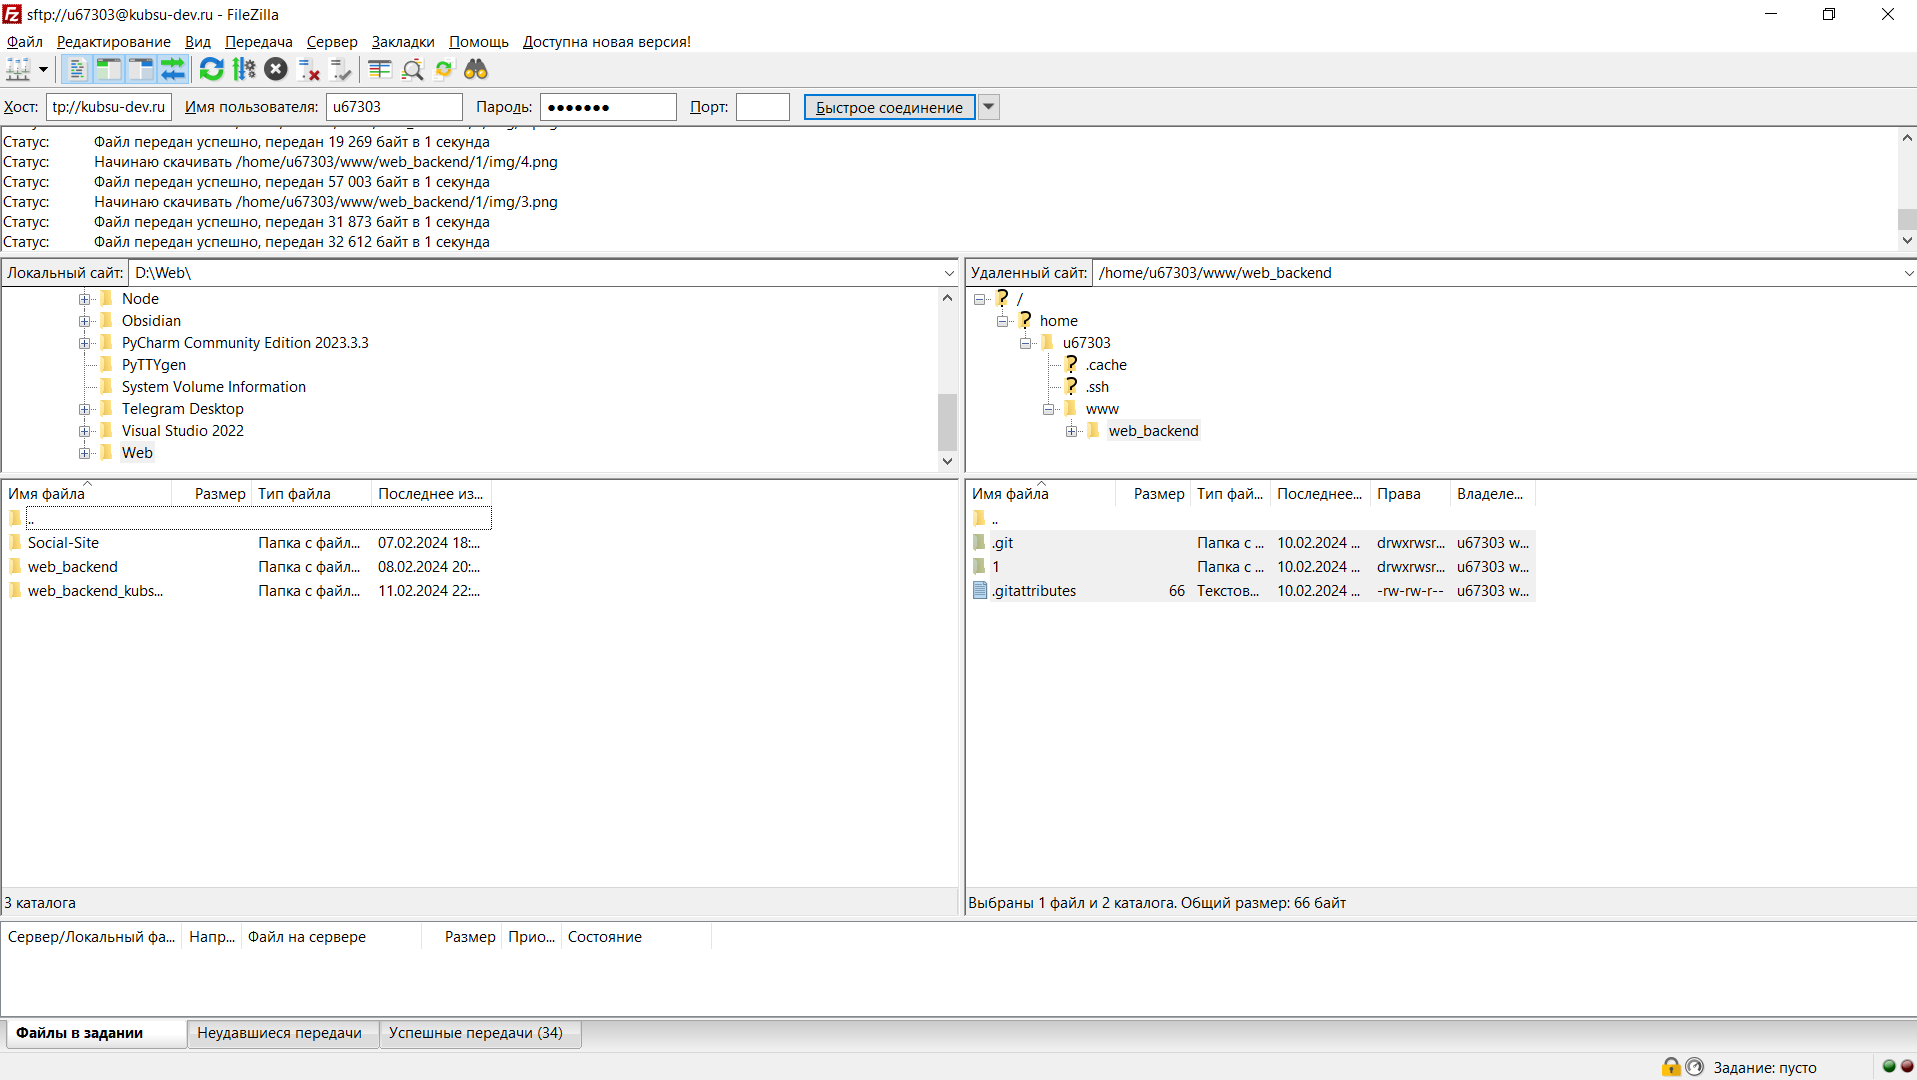 sftp://u67303@kubsu-dev.ru - FileZilla
Файл Редактирование Вид Передача Сервер Закладки Помощь Доступна новая версия!
Хост: tp://kubsu-dev.ru Имя пользователя: u67303 Пароль: ●●●●●●● Порт: Быстрое соединение
Статус: Файл передан успешно, передан 19 269 байт в 1 секунда
Статус: Начинаю скачивать /home/u67303/www/web_backend/1/img/4.png
Статус: Файл передан успешно, передан 57 003 байт в 1 секунда
Статус: Начинаю скачивать /home/u67303/www/web_backend/1/img/3.png
Статус: Файл передан успешно, передан 31 873 байт в 1 секунда
Статус: Файл передан успешно, передан 32 612 байт в 1 секунда
Локальный сайт: D:\Web\
Node
Obsidian
PyCharm Community Edition 2023.3.3
PyTTYgen
System Volume Information
Telegram Desktop
Visual Studio 2022
Web
Удаленный сайт: /home/u67303/www/web_backend
/
home
u67303
.cache
.ssh
www
web_backend
Имя файла Размер Тип файла Последнее из...
..
Social-Site Папка с файл... 07.02.2024 18:...
web_backend Папка с файл... 08.02.2024 20:...
web_backend_kubs... Папка с файл... 11.02.2024 22:...
3 каталога
Имя файла Размер Тип фай... Последнее... Права Владеле...
..
.git Папка с ... 10.02.2024 ... drwxrwsr... u67303 w...
1 Папка с ... 10.02.2024 ... drwxrwsr... u67303 w...
.gitattributes 66 Текстов... 10.02.2024 ... -rw-rw-r-- u67303 w...
Выбраны 1 файл и 2 каталога. Общий размер: 66 байт
Сервер/Локальный фа... Напр... Файл на сервере Размер Прио... Состояние
Файлы в задании Неудавшиеся передачи Успешные передачи (34)
Задание: пусто